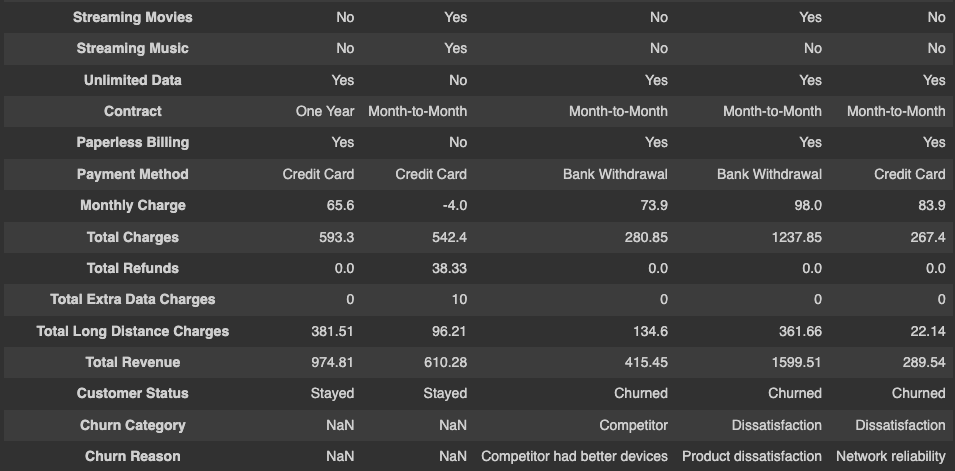 Streaming Movies No Yes No Yes No
Streaming Music No Yes No No No
Unlimited Data Yes No Yes Yes Yes
Contract One Year Month-to-Month Month-to-Month Month-to-Month Month-to-Month
Paperless Billing Yes No Yes Yes Yes
Payment Method Credit Card Credit Card Bank Withdrawal Bank Withdrawal Credit Card
Monthly Charge 65.6 -4.0 73.9 98.0 83.9
Total Charges 593.3 542.4 280.85 1237.85 267.4
Total Refunds 0.0 38.33 0.0 0.0 0.0
Total Extra Data Charges 0 10 0 0 0
Total Long Distance Charges 381.51 96.21 134.6 361.66 22.14
Total Revenue 974.81 610.28 415.45 1599.51 289.54
Customer Status Stayed Stayed Churned Churned Churned
Churn Category NaN NaN Competitor Dissatisfaction Dissatisfaction
Churn Reason NaN NaN Competitor had better devices Product dissatisfaction Network reliability